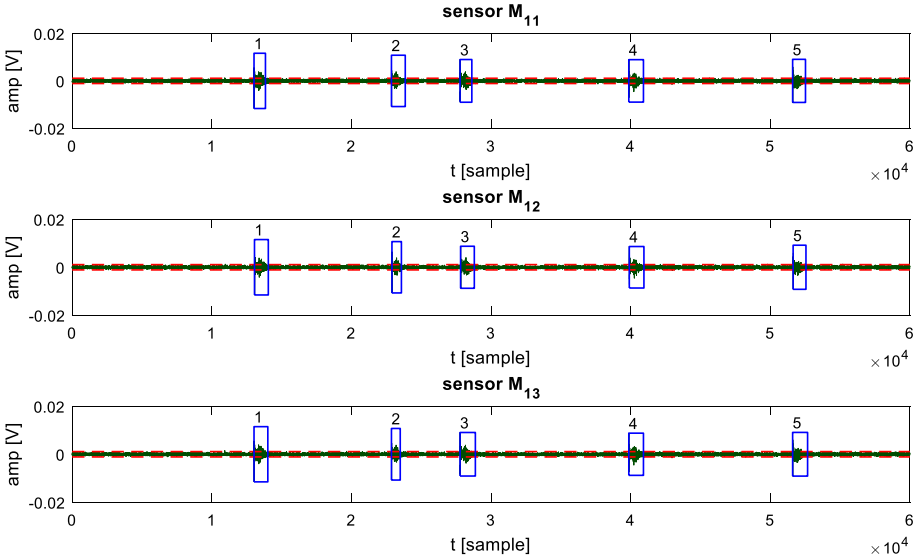 sensor M11
0.02
1 2 3 4 5
amp [V]
0
-0.02
0 1 2 3 4 5 6
t [sample]
×10^4
sensor M12
0.02
1 2 3 4 5
amp [V]
0
-0.02
0 1 2 3 4 5 6
t [sample]
×10^4
sensor M13
0.02
1 2 3 4 5
amp [V]
0
-0.02
0 1 2 3 4 5 6
t [sample]
×10^4